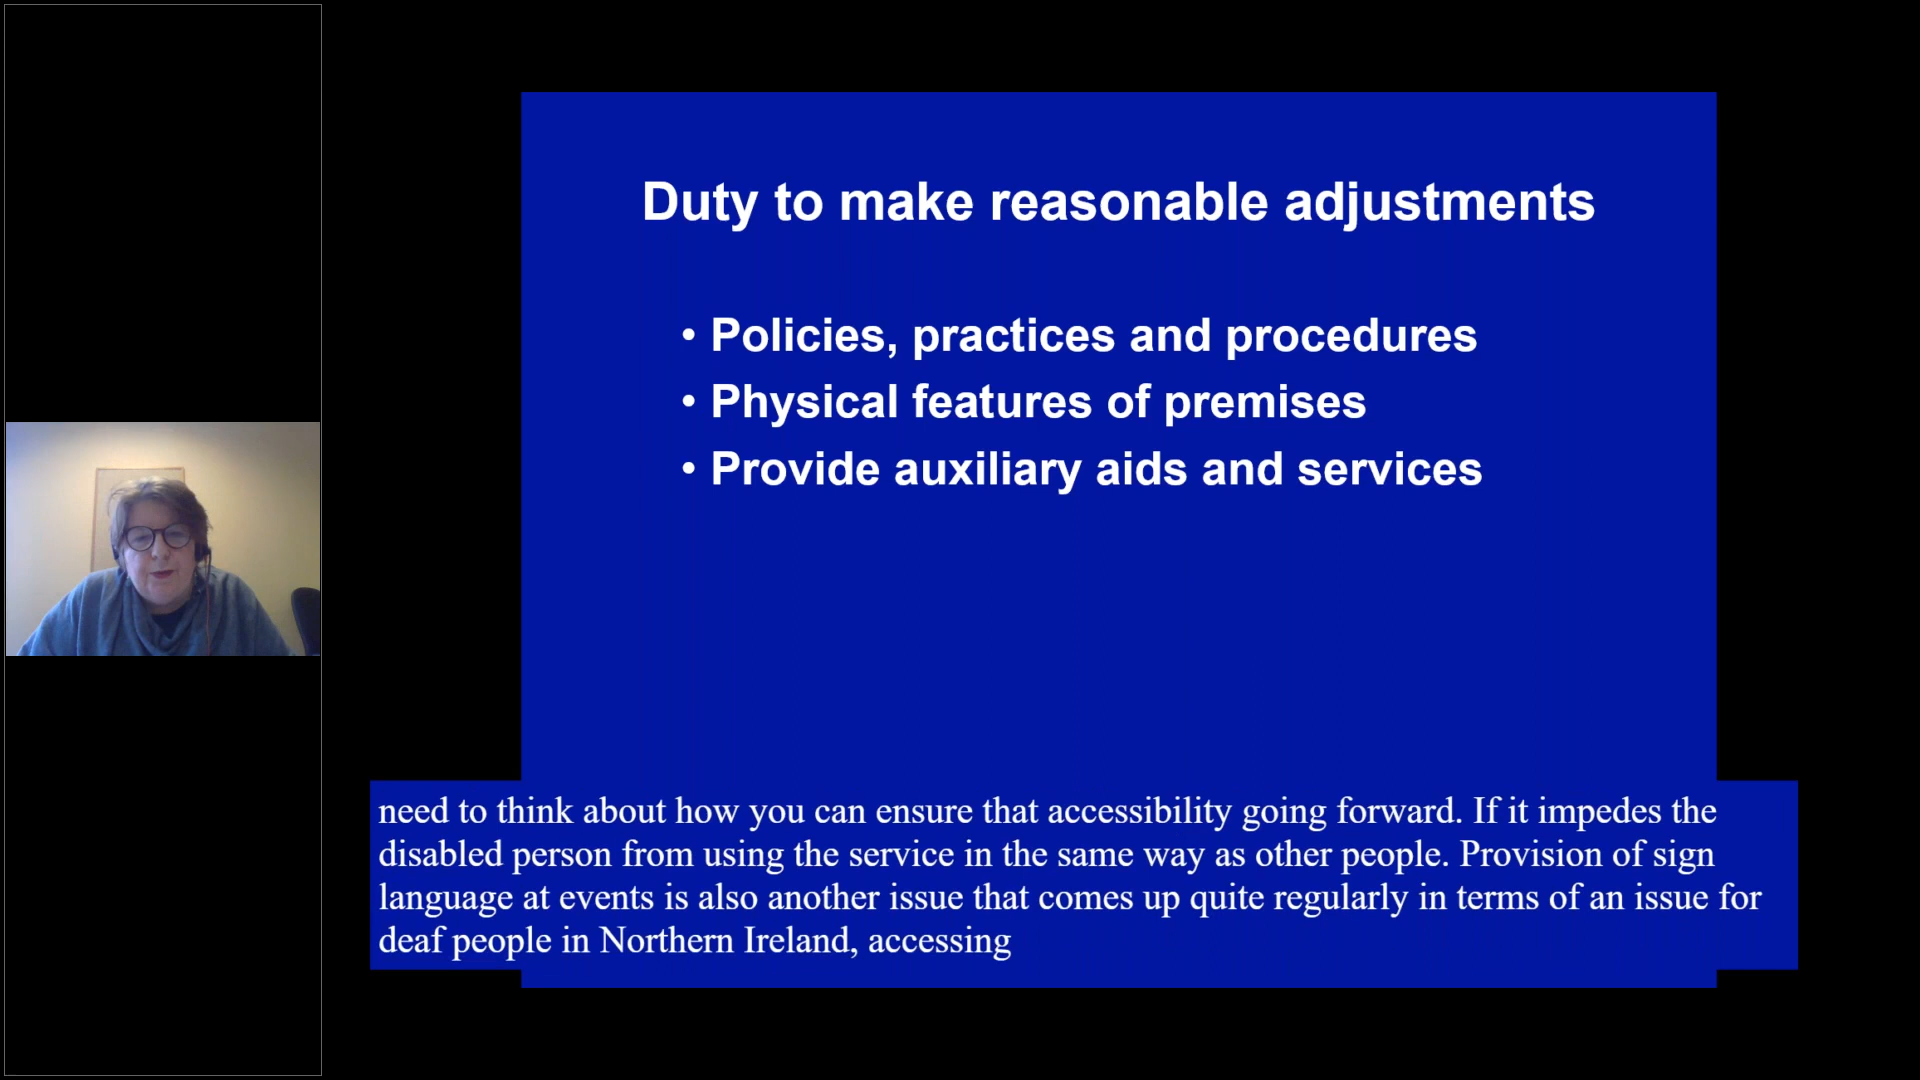 Duty to make reasonable adjustments
• Policies, practices and procedures
• Physical features of premises
• Provide auxiliary aids and services
need to think about how you can ensure that accessibility going forward. If it impedes the
disabled person from using the service in the same way as other people. Provision of sign
language at events is also another issue that comes up quite regularly in terms of an issue for
deaf people in Northern Ireland, accessing